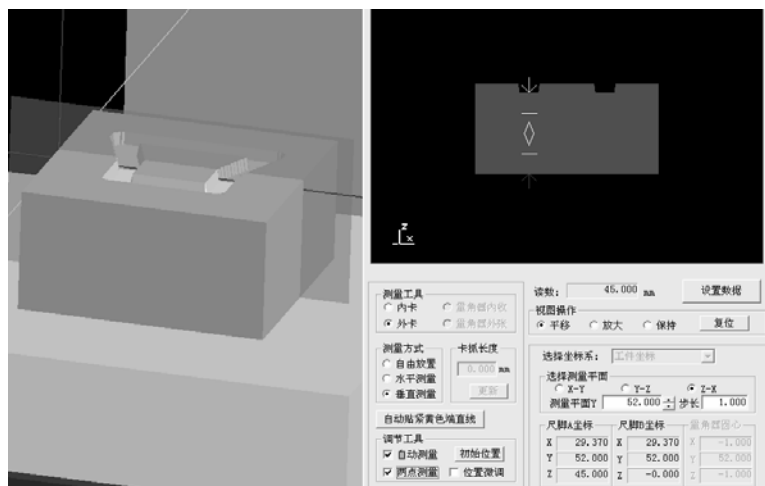 z
x
测量工具
内卡
量角器内收
外卡
量角器外张
测量方式
自由放置
水平测量
垂直测量
卡抓长度
0.000 mm
更新
自动贴紧黄色端直线
调节工具
自动测量
初始位置
两点测量
位置微调
读数: 45.000 mm
设置数据
视图操作
平移 放大 保持 复位
选择坐标系: 工件坐标
选择测量平面
X-Y Y-Z Z-X
测量平面Y 52.000 步长 1.000
尺脚A坐标
X 29.370
Y 52.000
Z 45.000
尺脚B坐标
X 29.370
Y 52.000
Z -0.000
量角器圆心
X -1.000
Y 52.000
Z -1.000